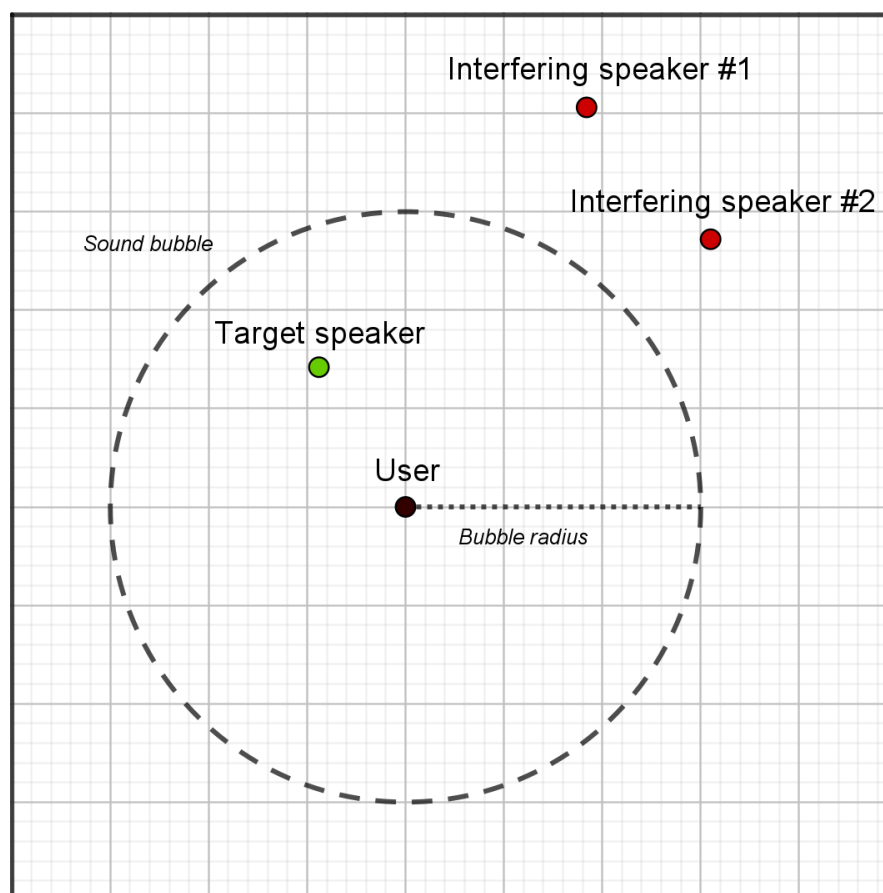 Interfering speaker #1
Interfering speaker #2
Sound bubble
Target speaker
User
Bubble radius